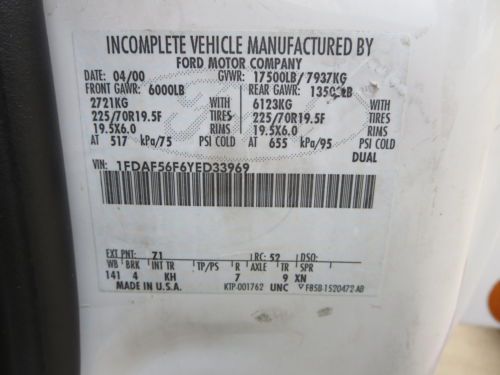 INCOMPLETE VEHICLE MANUFACTURED BY
FORD MOTOR COMPANY
DATE: 04/00 GVWR: 17500LB/ 7937KG
FRONT GAWR: 6000LB REAR GAWR: 13500LB
2721KG WITH 6123KG WITH
225/70R19.5F TIRES 225/70R19.5F TIRES
19.5X6.0 RIMS 19.5X6.0 RIMS
AT 517 kPa/75 PSI COLD AT 655 kPa/95 PSI COLD
DUAL
VIN: 1FDAF56F6YED33969
EXT PNT: Z1 RC: 52 DSO:
WB BRK INT TR TP/PS R AXLE TR SPR
141 4 KH 7 9 XN
MADE IN U.S.A. KTP-001762 UNC F85B-1520472-AB